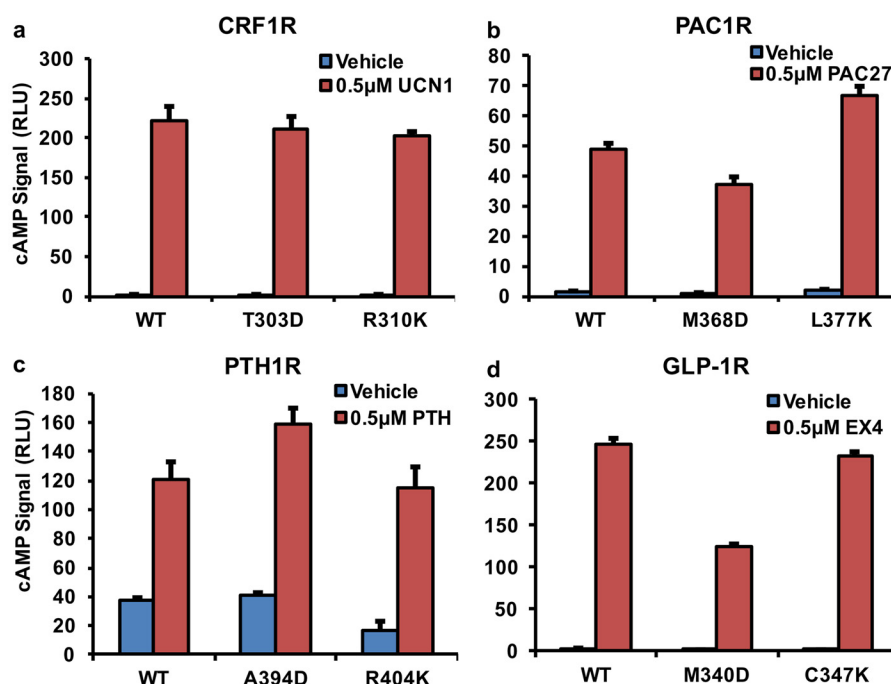 a
CRF1R
Vehicle
0.5µM UCN1
cAMP Signal (RLU)
300
250
200
150
100
50
0
WT T303D R310K
b
PAC1R
Vehicle
0.5µM PAC27
80
70
60
50
40
30
20
10
0
WT M368D L377K
c
PTH1R
Vehicle
0.5µM PTH
cAMP Signal (RLU)
180
160
140
120
100
80
60
40
20
0
WT A394D R404K
d
GLP-1R
Vehicle
0.5µM EX4
300
250
200
150
100
50
0
WT M340D C347K